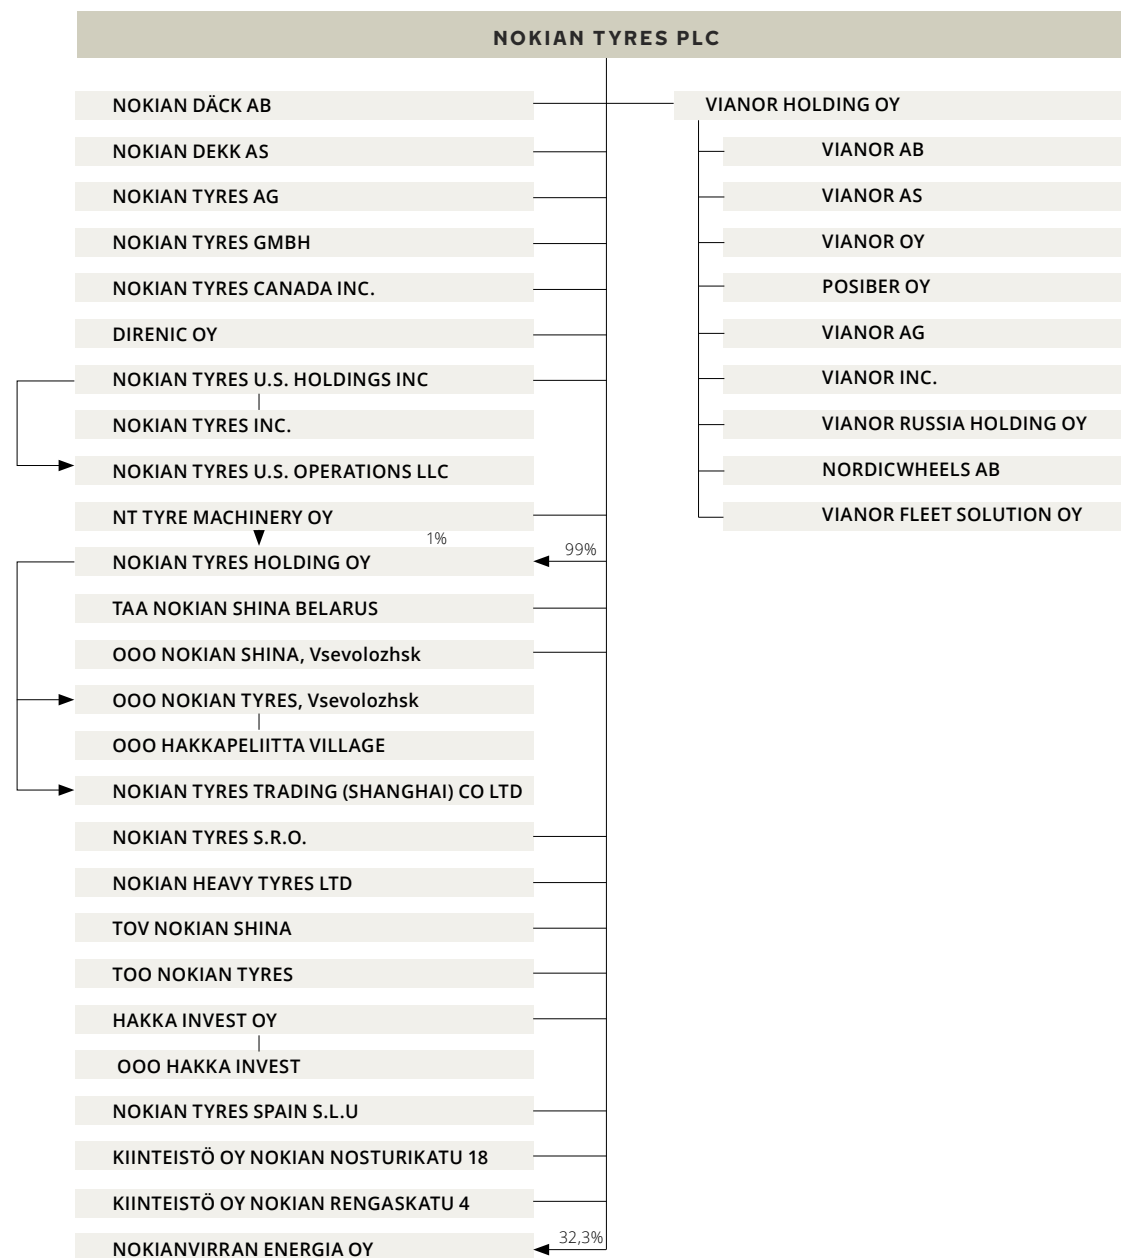 NOKIAN TYRES PLC
NOKIAN DÄCK AB
NOKIAN DEKK AS
NOKIAN TYRES AG
NOKIAN TYRES GMBH
NOKIAN TYRES CANADA INC.
DIRENIC OY
NOKIAN TYRES U.S. HOLDINGS INC
NOKIAN TYRES INC.
NOKIAN TYRES U.S. OPERATIONS LLC
NT TYRE MACHINERY OY
1%
99%
NOKIAN TYRES HOLDING OY
TAA NOKIAN SHINA BELARUS
OOO NOKIAN SHINA, Vsevolozhsk
OOO NOKIAN TYRES, Vsevolozhsk
OOO HAKKAPELIITTA VILLAGE
NOKIAN TYRES TRADING (SHANGHAI) CO LTD
NOKIAN TYRES S.R.O.
NOKIAN HEAVY TYRES LTD
TOV NOKIAN SHINA
TOO NOKIAN TYRES
HAKKA INVEST OY
OOO HAKKA INVEST
NOKIAN TYRES SPAIN S.L.U
KIINTEISTÖ OY NOKIAN NOSTURIKATU 18
KIINTEISTÖ OY NOKIAN RENGASKATU 4
32,3%
NOKIANVIRRAN ENERGIA OY
VIANOR HOLDING OY
VIANOR AB
VIANOR AS
VIANOR OY
POSIBER OY
VIANOR AG
VIANOR INC.
VIANOR RUSSIA HOLDING OY
NORDICWHEELS AB
VIANOR FLEET SOLUTION OY